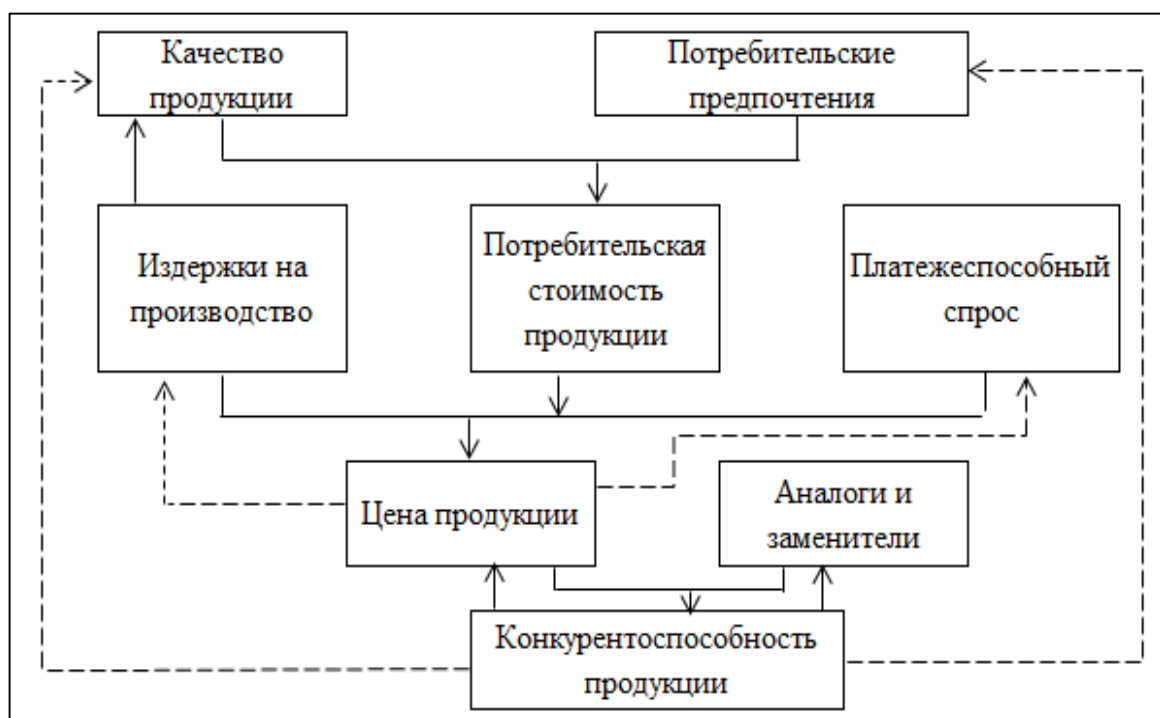 Качество
продукции
Потребительские
предпочтения
Издержки на
производство
Потребительская
стоимость
продукции
Платежеспособный
спрос
Цена продукции
Аналоги и
заменители
Конкурентоспособность
продукции